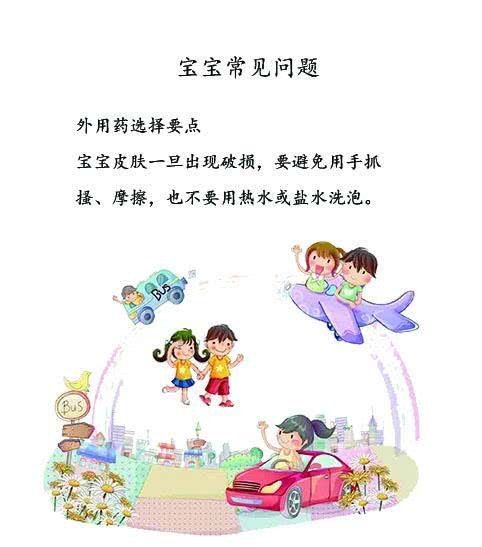 宝宝常见问题
外用药选择要点
宝宝皮肤一旦出现破损，要避免用手抓
搔、摩擦，也不要用热水或盐水洗泡。
BUS
BuS